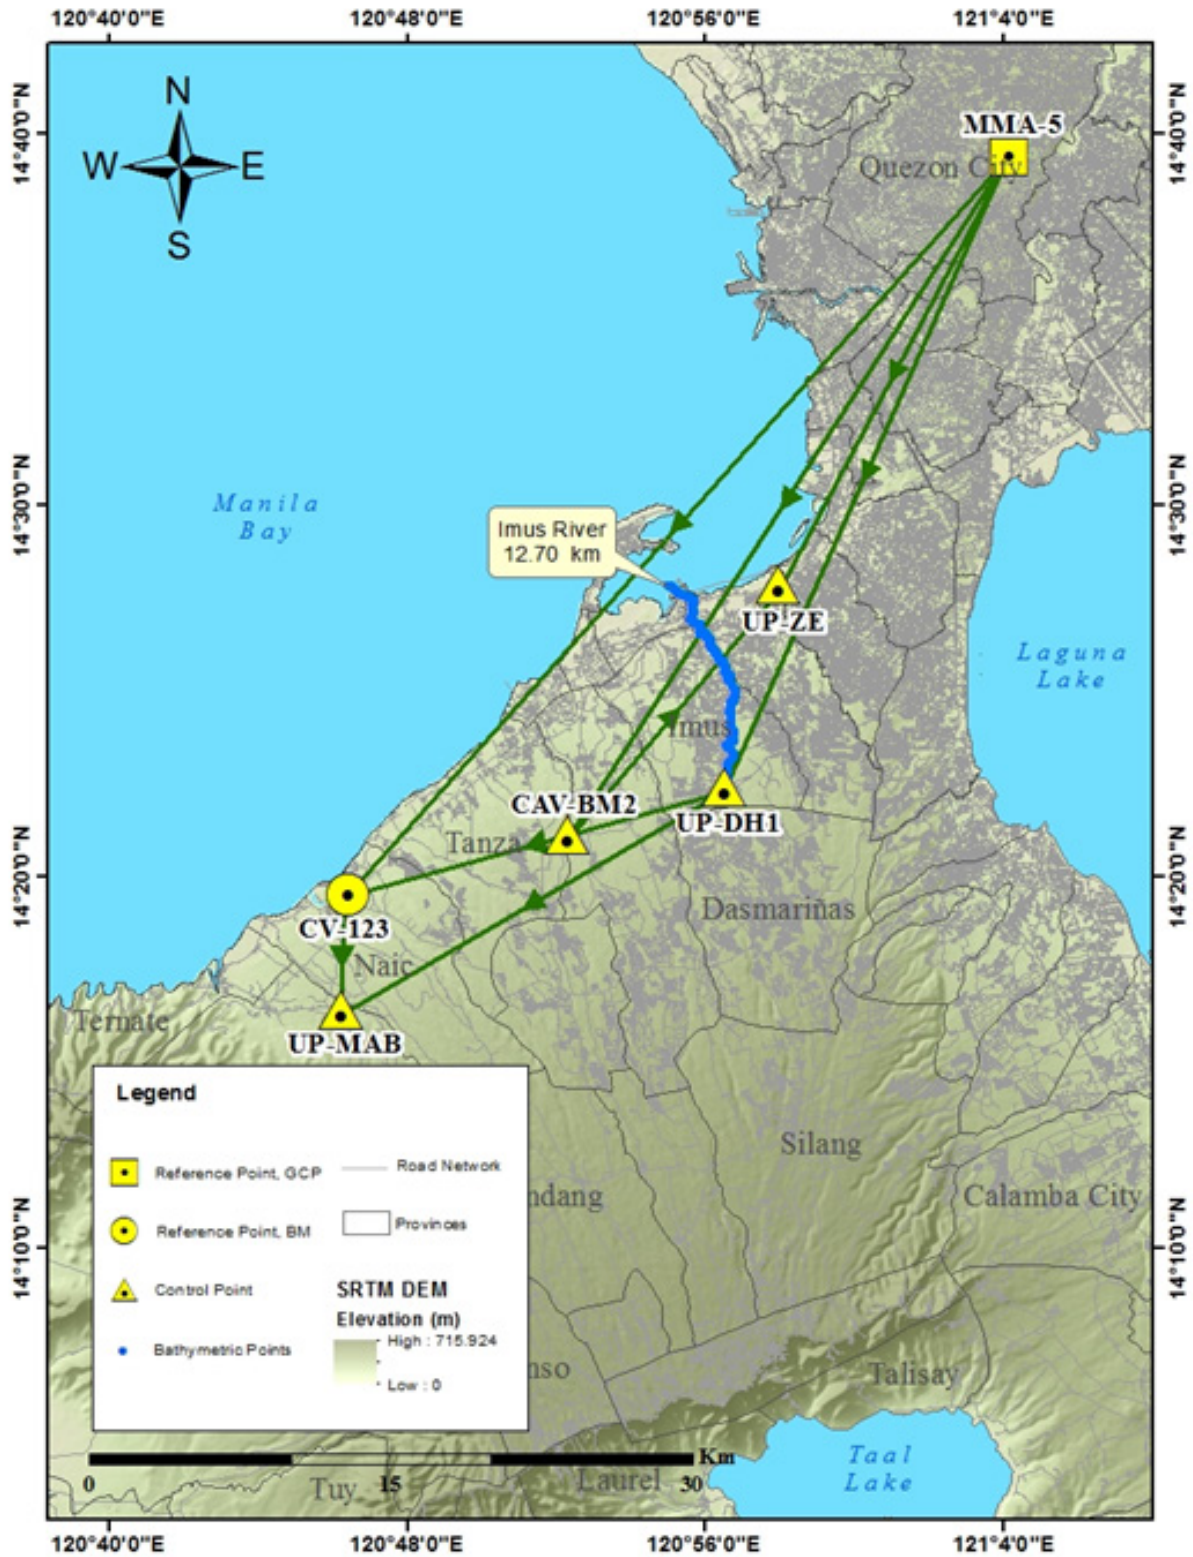 120°40'0"E 120°48'0"E 120°56'0"E 121°4'0"E
N
W E
S
14°40'0"N
14°40'0"N
MMA-5
Quezon City
14°30'0"N
14°30'0"N
Manila
Bay
Imus River
12.70 km
UP-ZE
Laguna
Lake
Imus
CAV-BM2
UP-DH1
Tanza
14°20'0"N
14°20'0"N
Dasmariñas
CV-123
Naic
Ternate
UP-MAB
Legend
Reference Point, GCP
Road Network
Reference Point, BM
Provinces
Control Point
SRTM DEM
Elevation (m)
High : 715.924
Bathymetric Points
Low : 0
Silang
ndang
Calamba City
14°10'0"N
14°10'0"N
nso
Talisay
Taal
Lake
Km
0 15 30
Tuy
Laurel
120°40'0"E 120°48'0"E 120°56'0"E 121°4'0"E